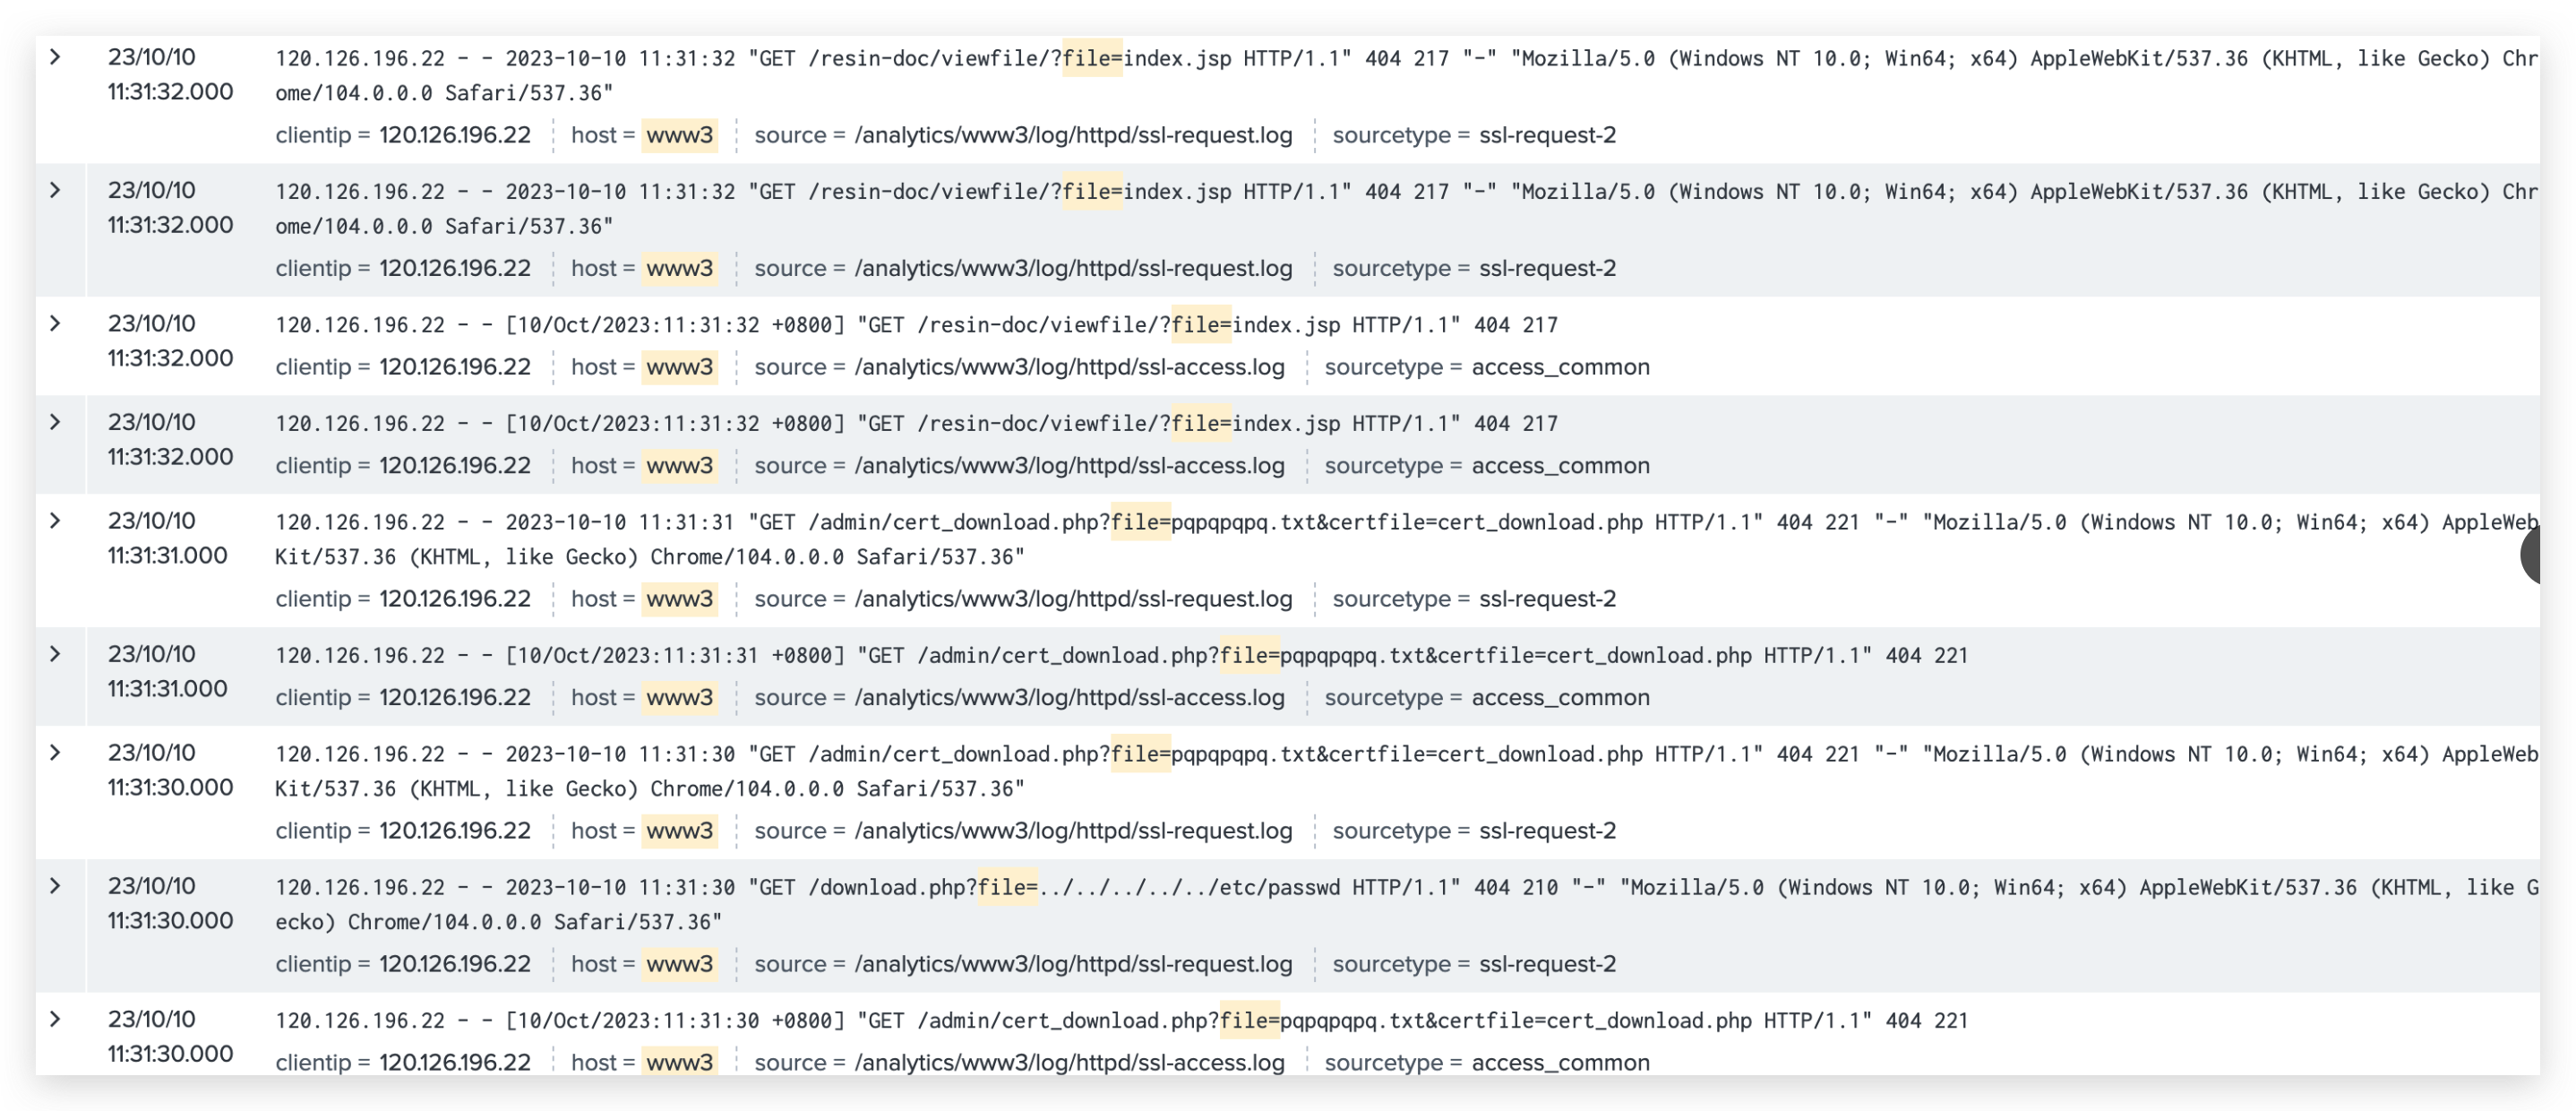 23/10/10 120.126.196.22 - - 2023-10-10 11:31:32 "GET /resin-doc/viewfile/?file=index.jsp HTTP/1.1" 404 217 "-" "Mozilla/5.0 (Windows NT 10.0; Win64; x64) AppleWebKit/537.36 (KHTML, like Gecko) Chr
11:31:32.000 ome/104.0.0.0 Safari/537.36"
clientip = 120.126.196.22 host = www3 source = /analytics/www3/log/httpd/ssl-request.log sourcetype = ssl-request-2
23/10/10 120.126.196.22 - - 2023-10-10 11:31:32 "GET /resin-doc/viewfile/?file=index.jsp HTTP/1.1" 404 217 "-" "Mozilla/5.0 (Windows NT 10.0; Win64; x64) AppleWebKit/537.36 (KHTML, like Gecko) Chr
11:31:32.000 ome/104.0.0.0 Safari/537.36"
clientip = 120.126.196.22 host = www3 source = /analytics/www3/log/httpd/ssl-request.log sourcetype = ssl-request-2
23/10/10 120.126.196.22 - - [10/Oct/2023:11:31:32 +0800] "GET /resin-doc/viewfile/?file=index.jsp HTTP/1.1" 404 217
11:31:32.000 clientip = 120.126.196.22 host = www3 source = /analytics/www3/log/httpd/ssl-access.log sourcetype = access_common
23/10/10 120.126.196.22 - - [10/Oct/2023:11:31:32 +0800] "GET /resin-doc/viewfile/?file=index.jsp HTTP/1.1" 404 217
11:31:32.000 clientip = 120.126.196.22 host = www3 source = /analytics/www3/log/httpd/ssl-access.log sourcetype = access_common
23/10/10 120.126.196.22 - - 2023-10-10 11:31:31 "GET /admin/cert_download.php?file=pqpqpqpq.txt&certfile=cert_download.php HTTP/1.1" 404 221 "-" "Mozilla/5.0 (Windows NT 10.0; Win64; x64) AppleWeb
11:31:31.000 Kit/537.36 (KHTML, like Gecko) Chrome/104.0.0.0 Safari/537.36"
clientip = 120.126.196.22 host = www3 source = /analytics/www3/log/httpd/ssl-request.log sourcetype = ssl-request-2
23/10/10 120.126.196.22 - - [10/Oct/2023:11:31:31 +0800] "GET /admin/cert_download.php?file=pqpqpqpq.txt&certfile=cert_download.php HTTP/1.1" 404 221
11:31:31.000 clientip = 120.126.196.22 host = www3 source = /analytics/www3/log/httpd/ssl-access.log sourcetype = access_common
23/10/10 120.126.196.22 - - 2023-10-10 11:31:30 "GET /admin/cert_download.php?file=pqpqpqpq.txt&certfile=cert_download.php HTTP/1.1" 404 221 "-" "Mozilla/5.0 (Windows NT 10.0; Win64; x64) AppleWeb
11:31:30.000 Kit/537.36 (KHTML, like Gecko) Chrome/104.0.0.0 Safari/537.36"
clientip = 120.126.196.22 host = www3 source = /analytics/www3/log/httpd/ssl-request.log sourcetype = ssl-request-2
23/10/10 120.126.196.22 - - 2023-10-10 11:31:30 "GET /download.php?file=../../../../../etc/passwd HTTP/1.1" 404 210 "-" "Mozilla/5.0 (Windows NT 10.0; Win64; x64) AppleWebKit/537.36 (KHTML, like G
11:31:30.000 ecko) Chrome/104.0.0.0 Safari/537.36"
clientip = 120.126.196.22 host = www3 source = /analytics/www3/log/httpd/ssl-request.log sourcetype = ssl-request-2
23/10/10 120.126.196.22 - - [10/Oct/2023:11:31:30 +0800] "GET /admin/cert_download.php?file=pqpqpqpq.txt&certfile=cert_download.php HTTP/1.1" 404 221
11:31:30.000 clientip = 120.126.196.22 host = www3 source = /analytics/www3/log/httpd/ssl-access.log sourcetype = access_common